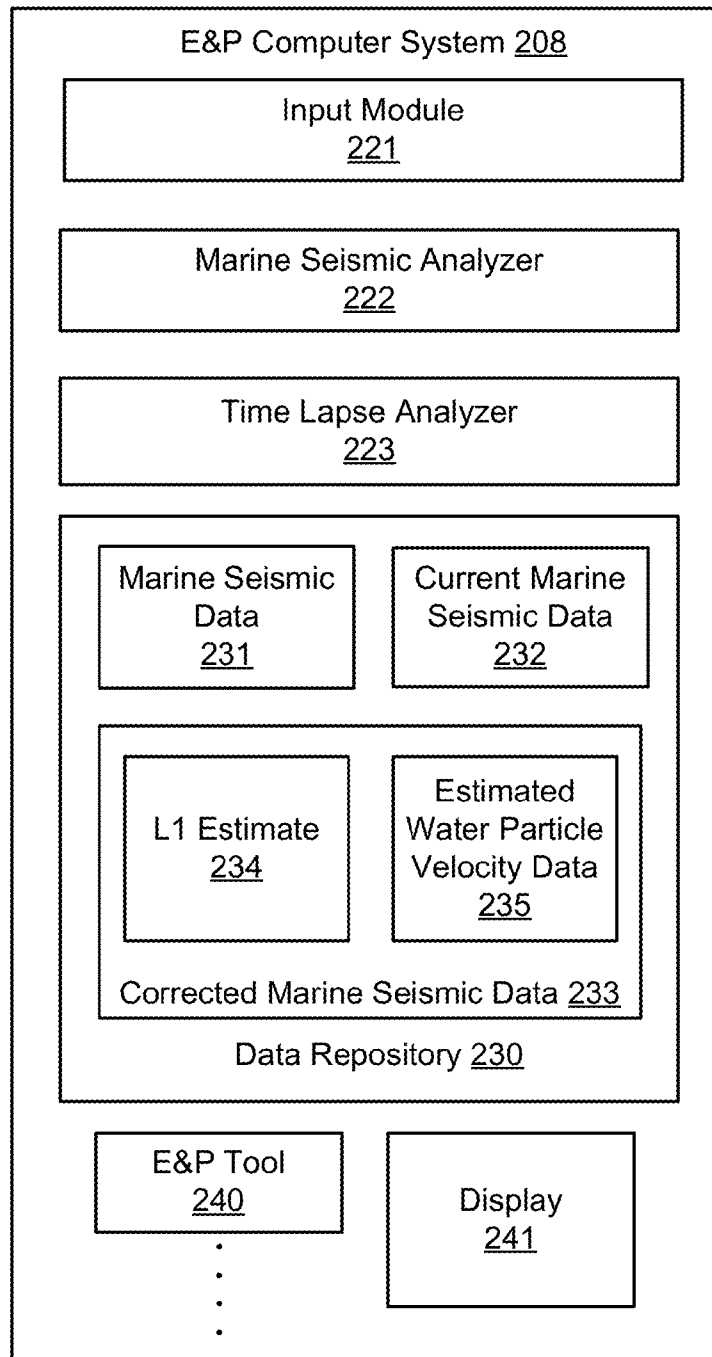 E&P Computer System 208
Input Module
221
Marine Seismic Analyzer
222
Time Lapse Analyzer
223
Marine Seismic
Data
231
Current Marine
Seismic Data
232
L1 Estimate
234
Estimated
Water Particle
Velocity Data
235
Corrected Marine Seismic Data 233
Data Repository 230
E&P Tool
240
Display
241